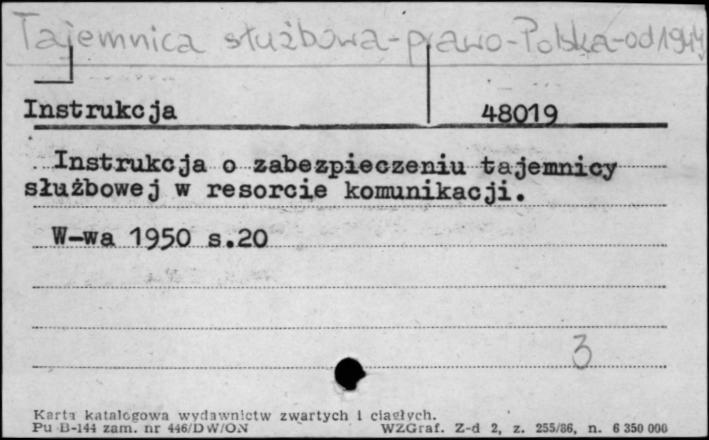 Tajemnica służbowa-prawo-Polska-od 1944
Instrukcja 48019
Instrukcja o zabezpieczeniu tajemnicy
służbowej w resorcie komunikacji.
W-wa 1950 s.20
3
Karta katalogowa wydawnictw zwartych i ciągłych.
Pu B-144 zam. nr 446/DW/ON WZGraf. Z-d 2, z. 255/86, n. 6 350 000